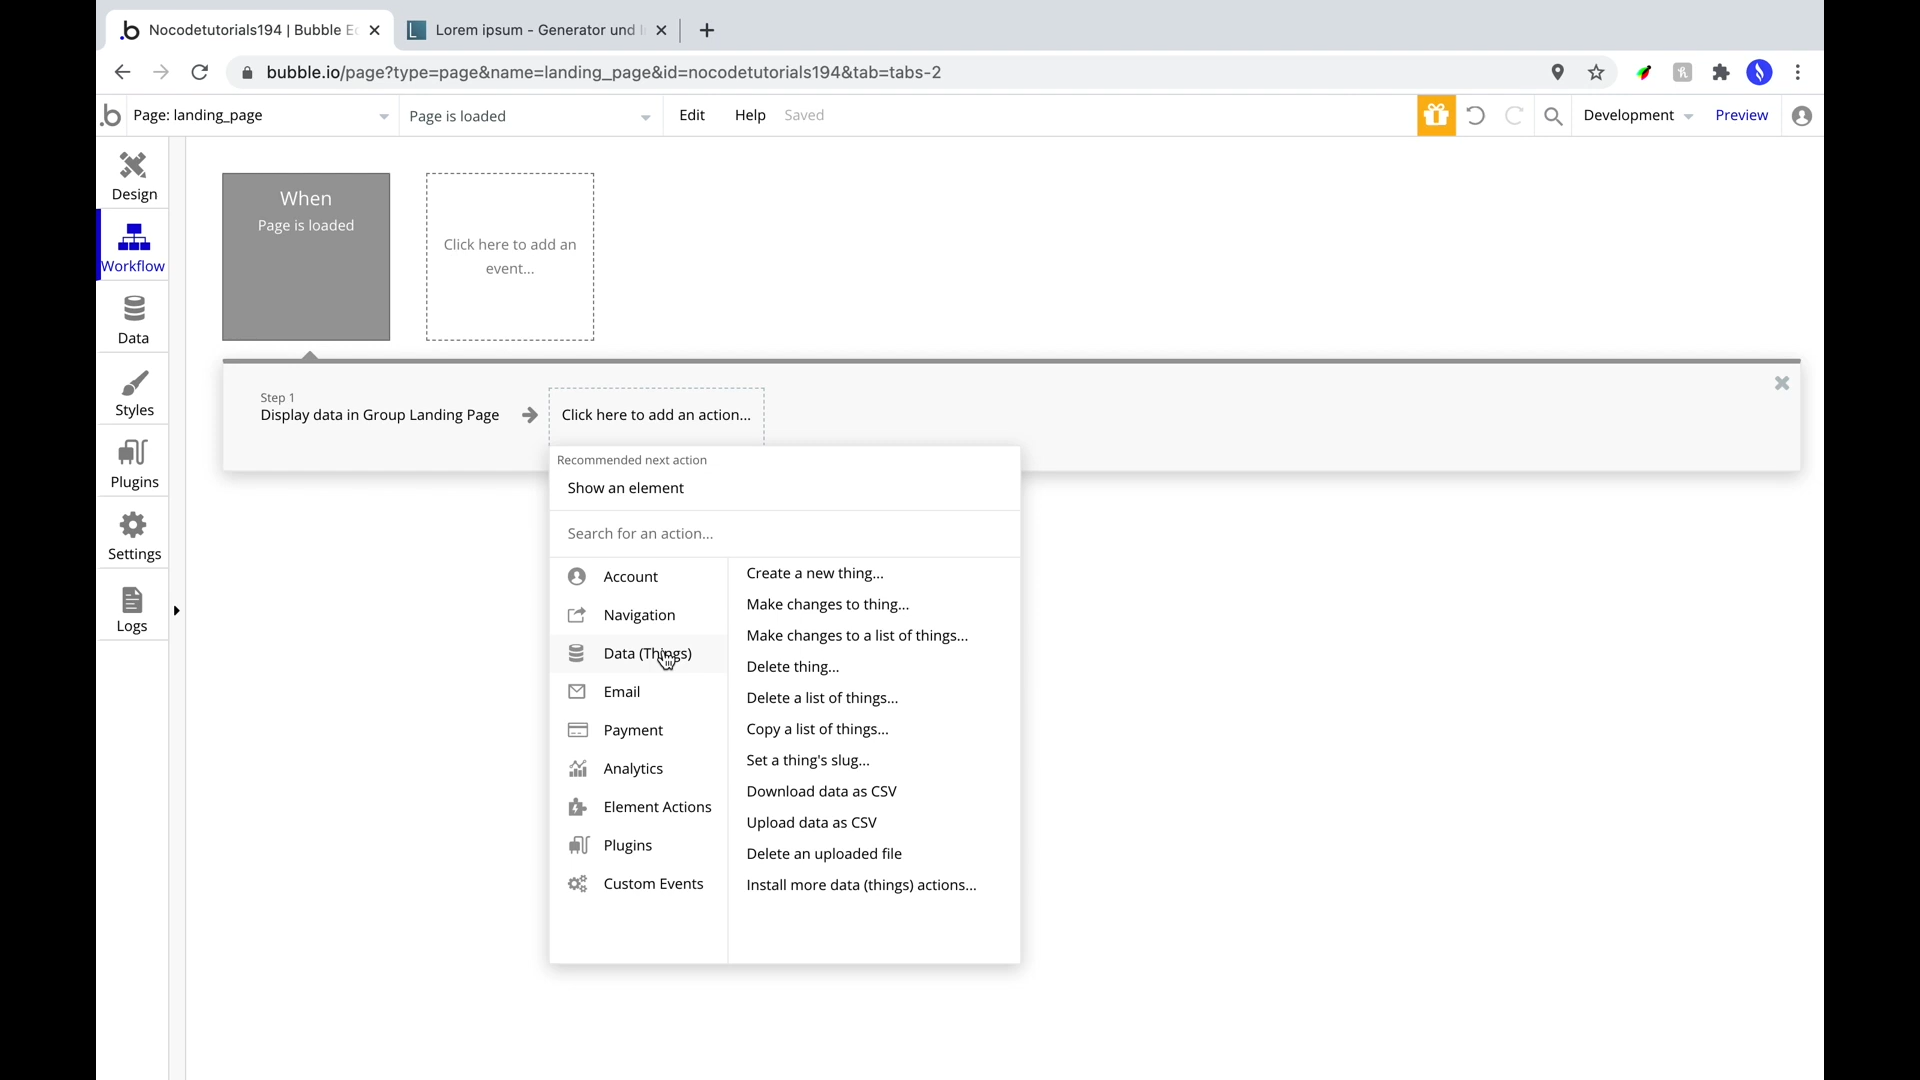 Nocodetutorials194 | Bubble Ec
Lorem ipsum - Generator und I
bubble.io/page?type=page&name=landing_page&id=nocodetutorials194&tab=tabs-2
Page: landing_page
Page is loaded
Edit
Help
Saved
Development
Preview
Design
Workflow
Data
Styles
Plugins
Settings
Logs
When
Page is loaded
Click here to add an
event...
Step 1
Display data in Group Landing Page
Click here to add an action...
Recommended next action
Show an element
Search for an action...
Account
Navigation
Data (Things)
Email
Payment
Analytics
Element Actions
Plugins
Custom Events
Create a new thing...
Make changes to thing...
Make changes to a list of things...
Delete thing...
Delete a list of things...
Copy a list of things...
Set a thing's slug...
Download data as CSV
Upload data as CSV
Delete an uploaded file
Install more data (things) actions...